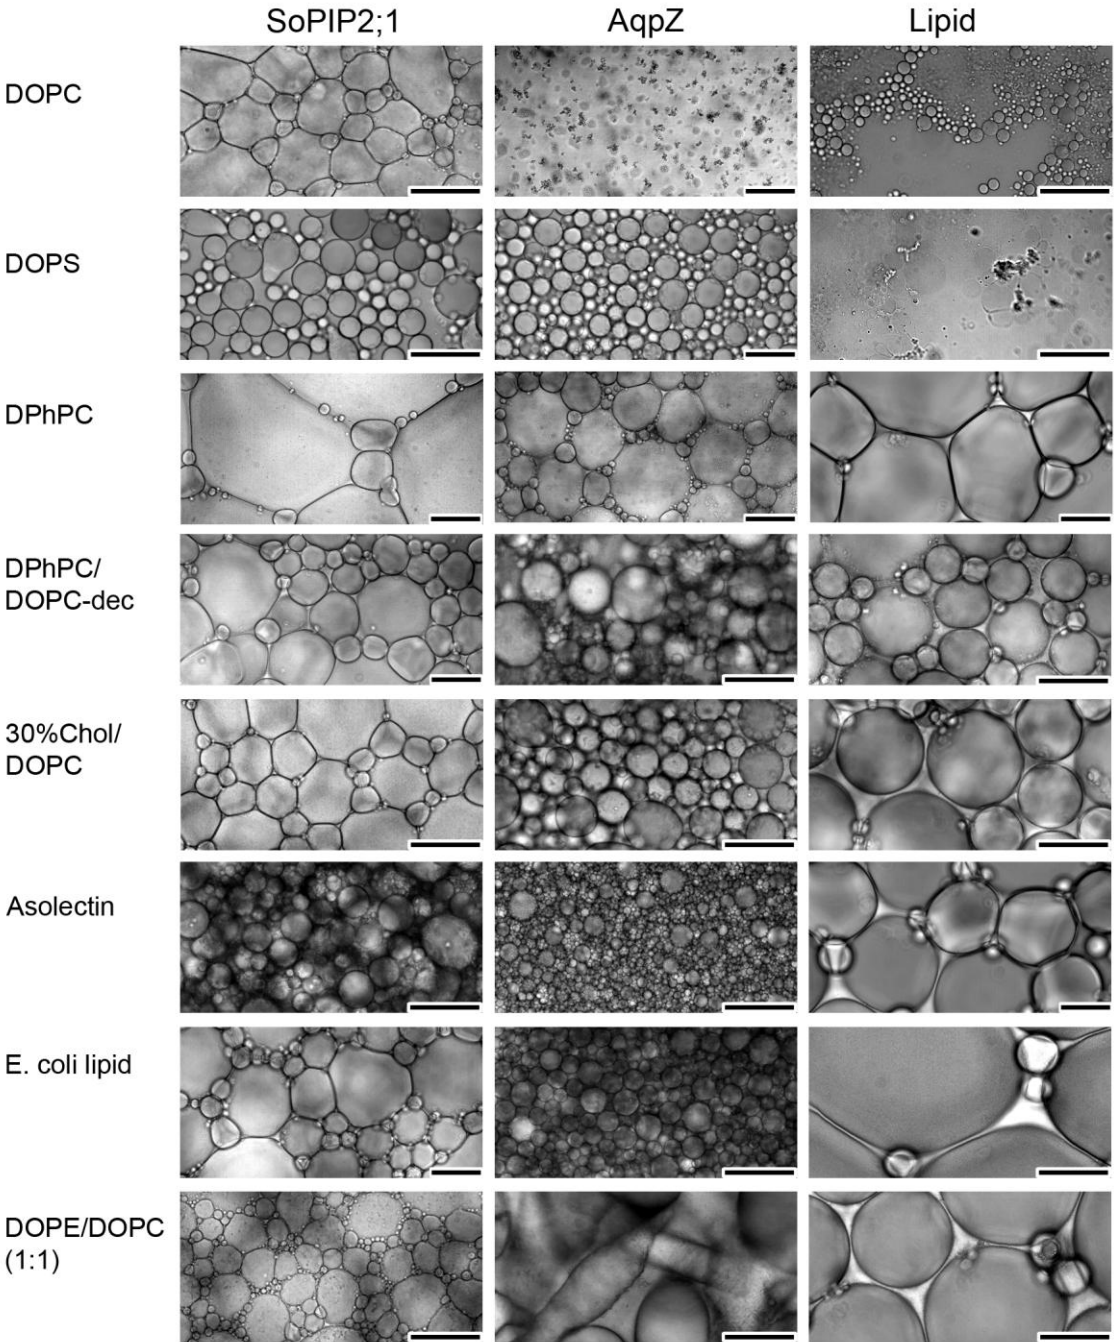 SoPIP2;1 AqpZ Lipid
DOPC
DOPS
DPhPC
DPhPC/
DOPC-dec
30%Chol/
DOPC
Asolectin
E. coli lipid
DOPE/DOPC
(1:1)